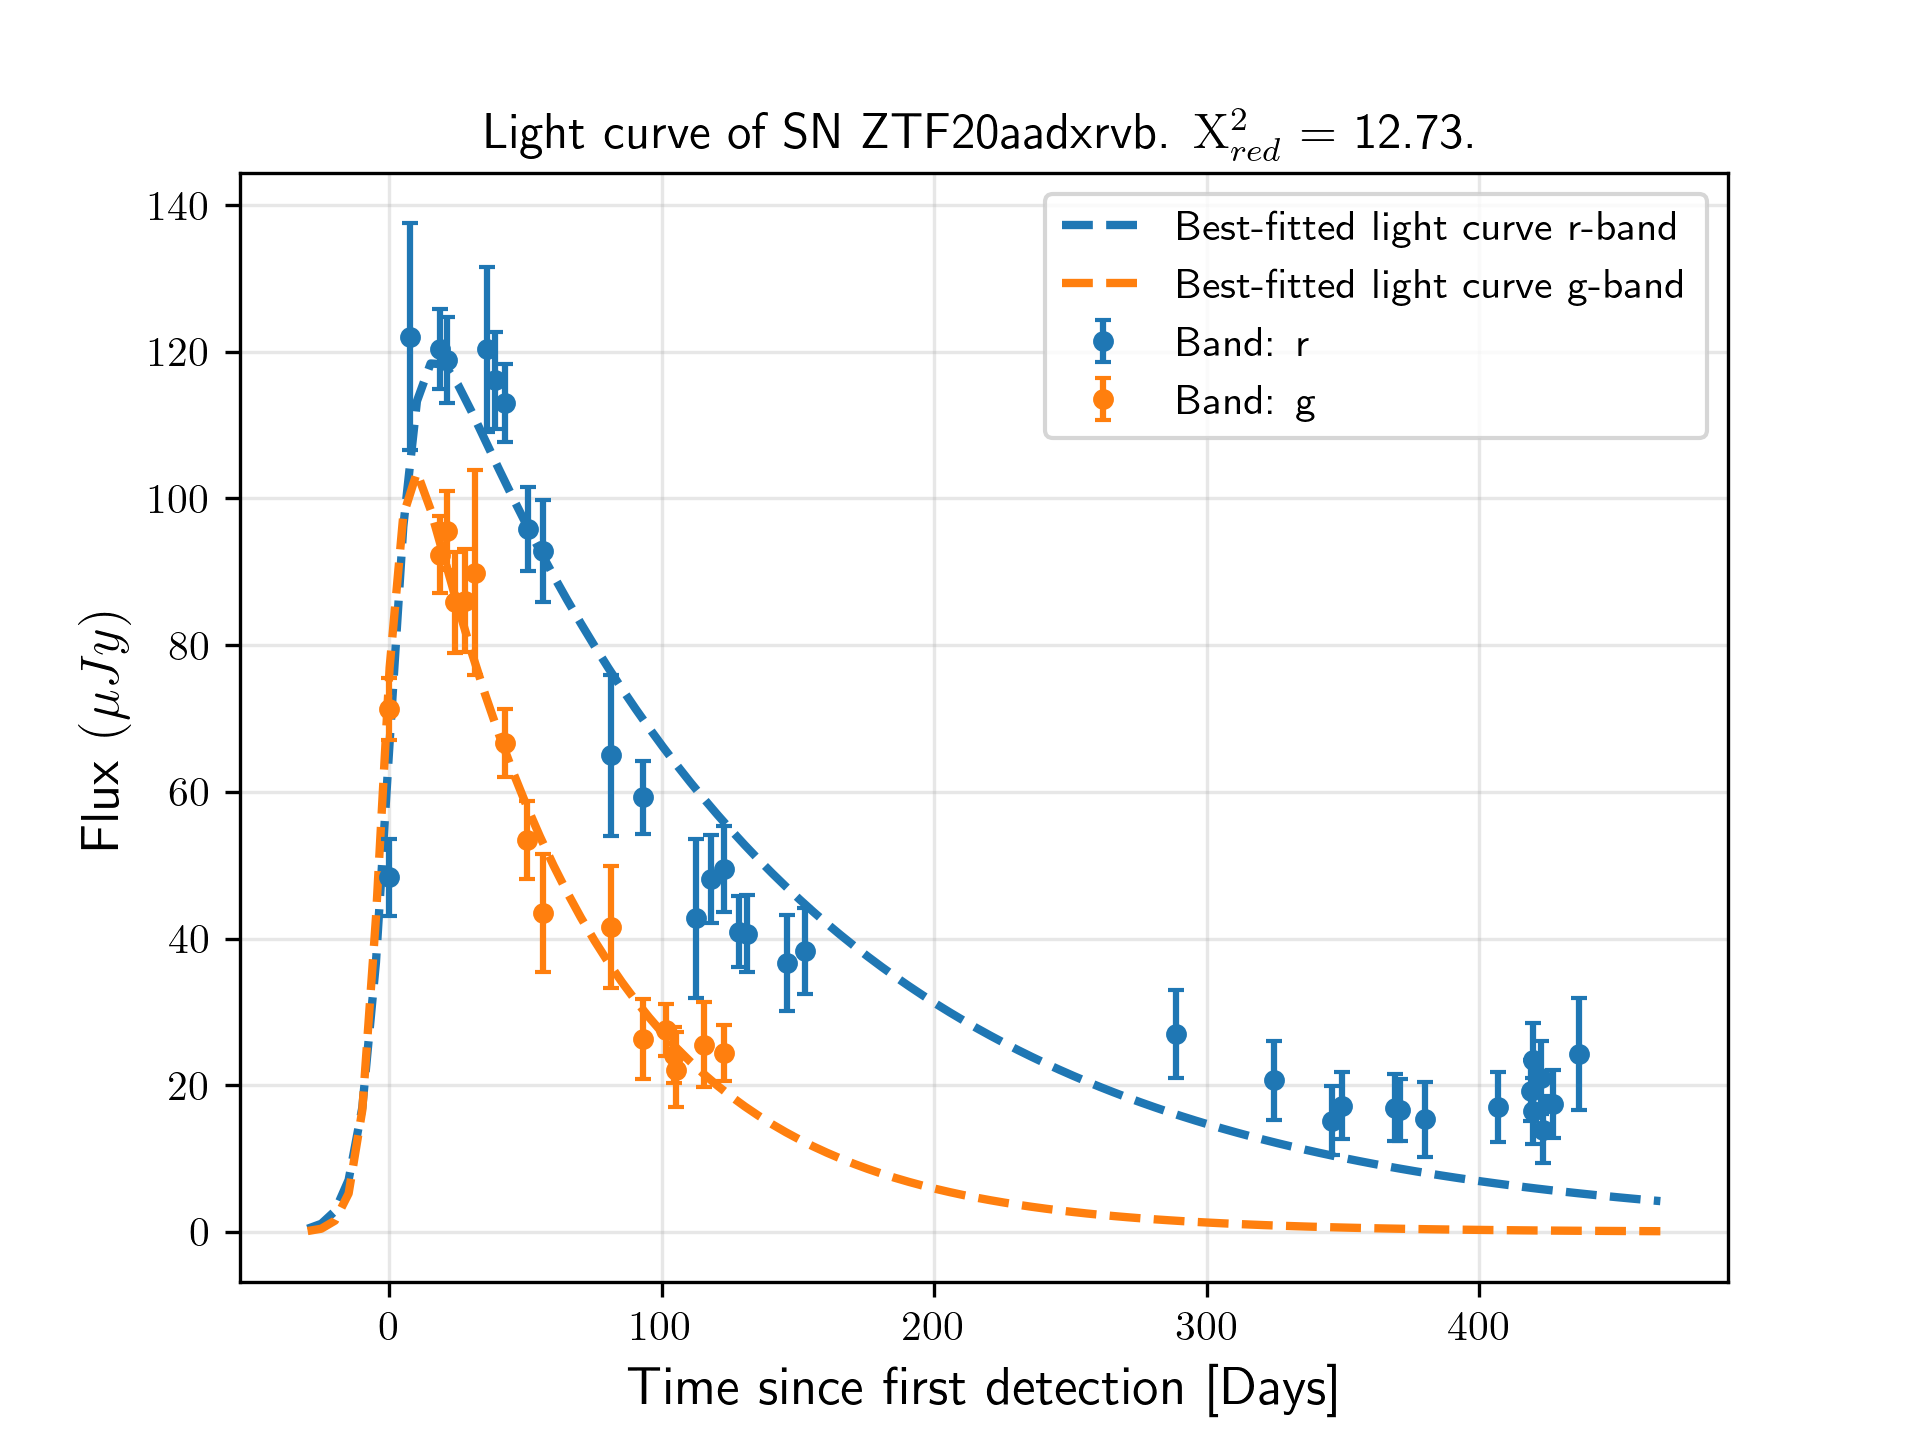 Light curve of SN ZTF20aadxrvb. X²red = 12.73.
Best-fitted light curve r-band
Best-fitted light curve g-band
Band: r
Band: g
Flux (μJy)
140
120
100
80
60
40
20
0
0 100 200 300 400
Time since first detection [Days]